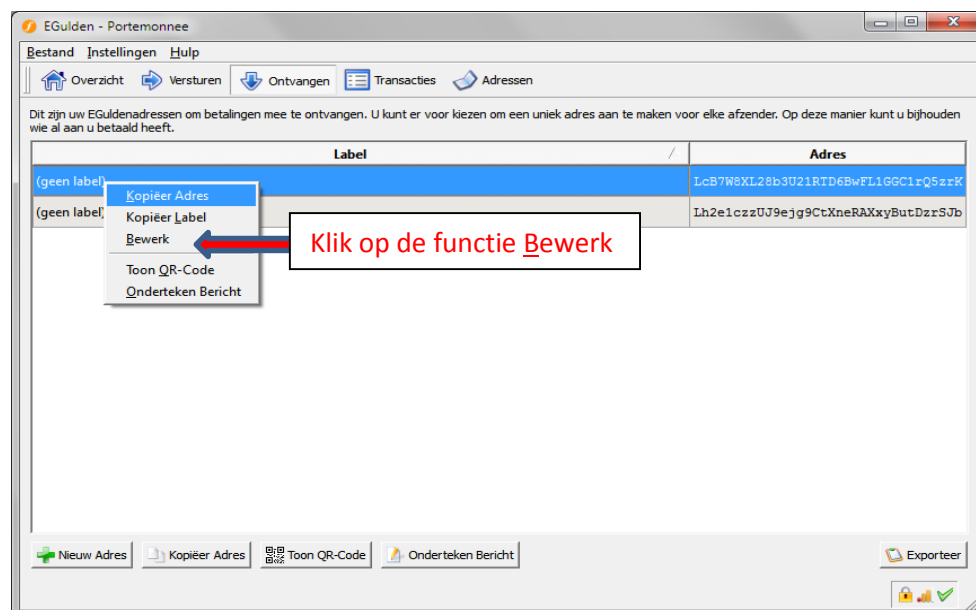 EGulden - Portemonnee
Bestand Instellingen Hulp
Overzicht Versturen Ontvangen Transacties Adressen
Dit zijn uw EGuldenadressen om betalingen mee te ontvangen. U kunt er voor kiezen om een uniek adres aan te maken voor elke afzender. Op deze manier kunt u bijhouden
wie al aan u betaald heeft.
Label Adres
(geen label) LcB7W8XL28b3U21RTD6BwFL1GGC1rQ5zrK
(geen label) Lh2e1czzUJ9ejg9CtXneRAXxyButDzrSJb
Kopiëer Adres
Kopiëer Label
Bewerk
Toon QR-Code
Onderteken Bericht
Klik op de functie Bewerk
Nieuw Adres Kopiëer Adres Toon QR-Code Onderteken Bericht Exporteer